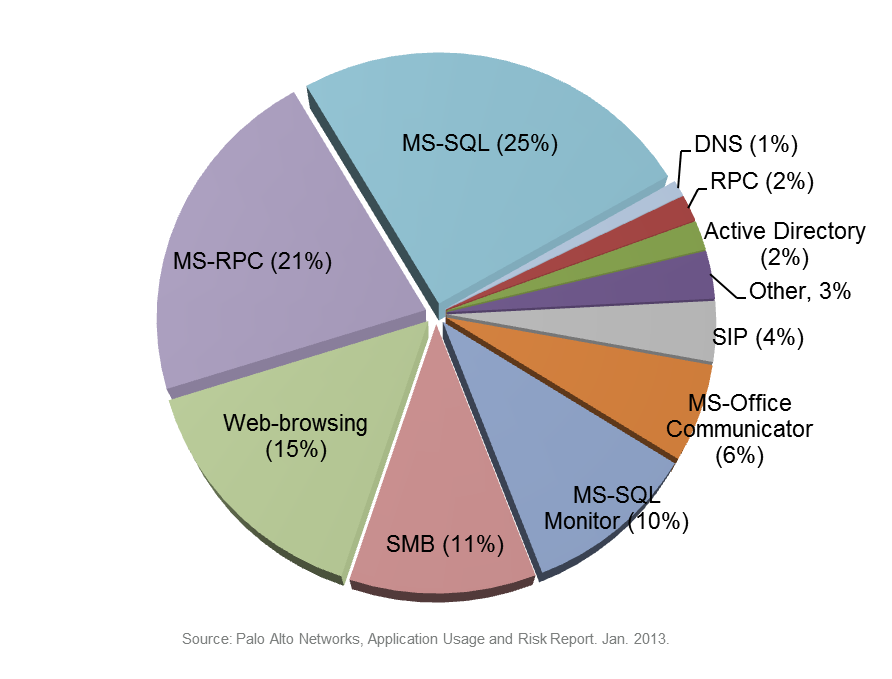 MS-SQL (25%)
DNS (1%)
RPC (2%)
Active Directory
(2%)
Other, 3%
SIP (4%)
MS-Office
Communicator
(6%)
MS-SQL
Monitor (10%)
SMB (11%)
Web-browsing
(15%)
MS-RPC (21%)
Source: Palo Alto Networks, Application Usage and Risk Report. Jan. 2013.